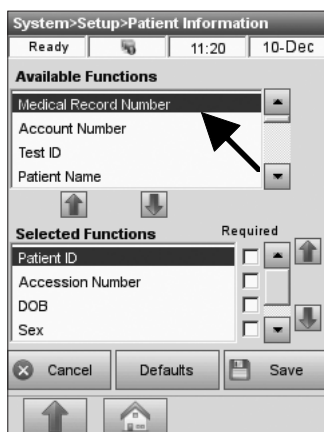 System>Setup>Patient Information
Ready 11:20 10-Dec
Available Functions
Medical Record Number
Account Number
Test ID
Patient Name
Selected Functions Required
Patient ID
Accession Number
DOB
Sex
Cancel Defaults Save